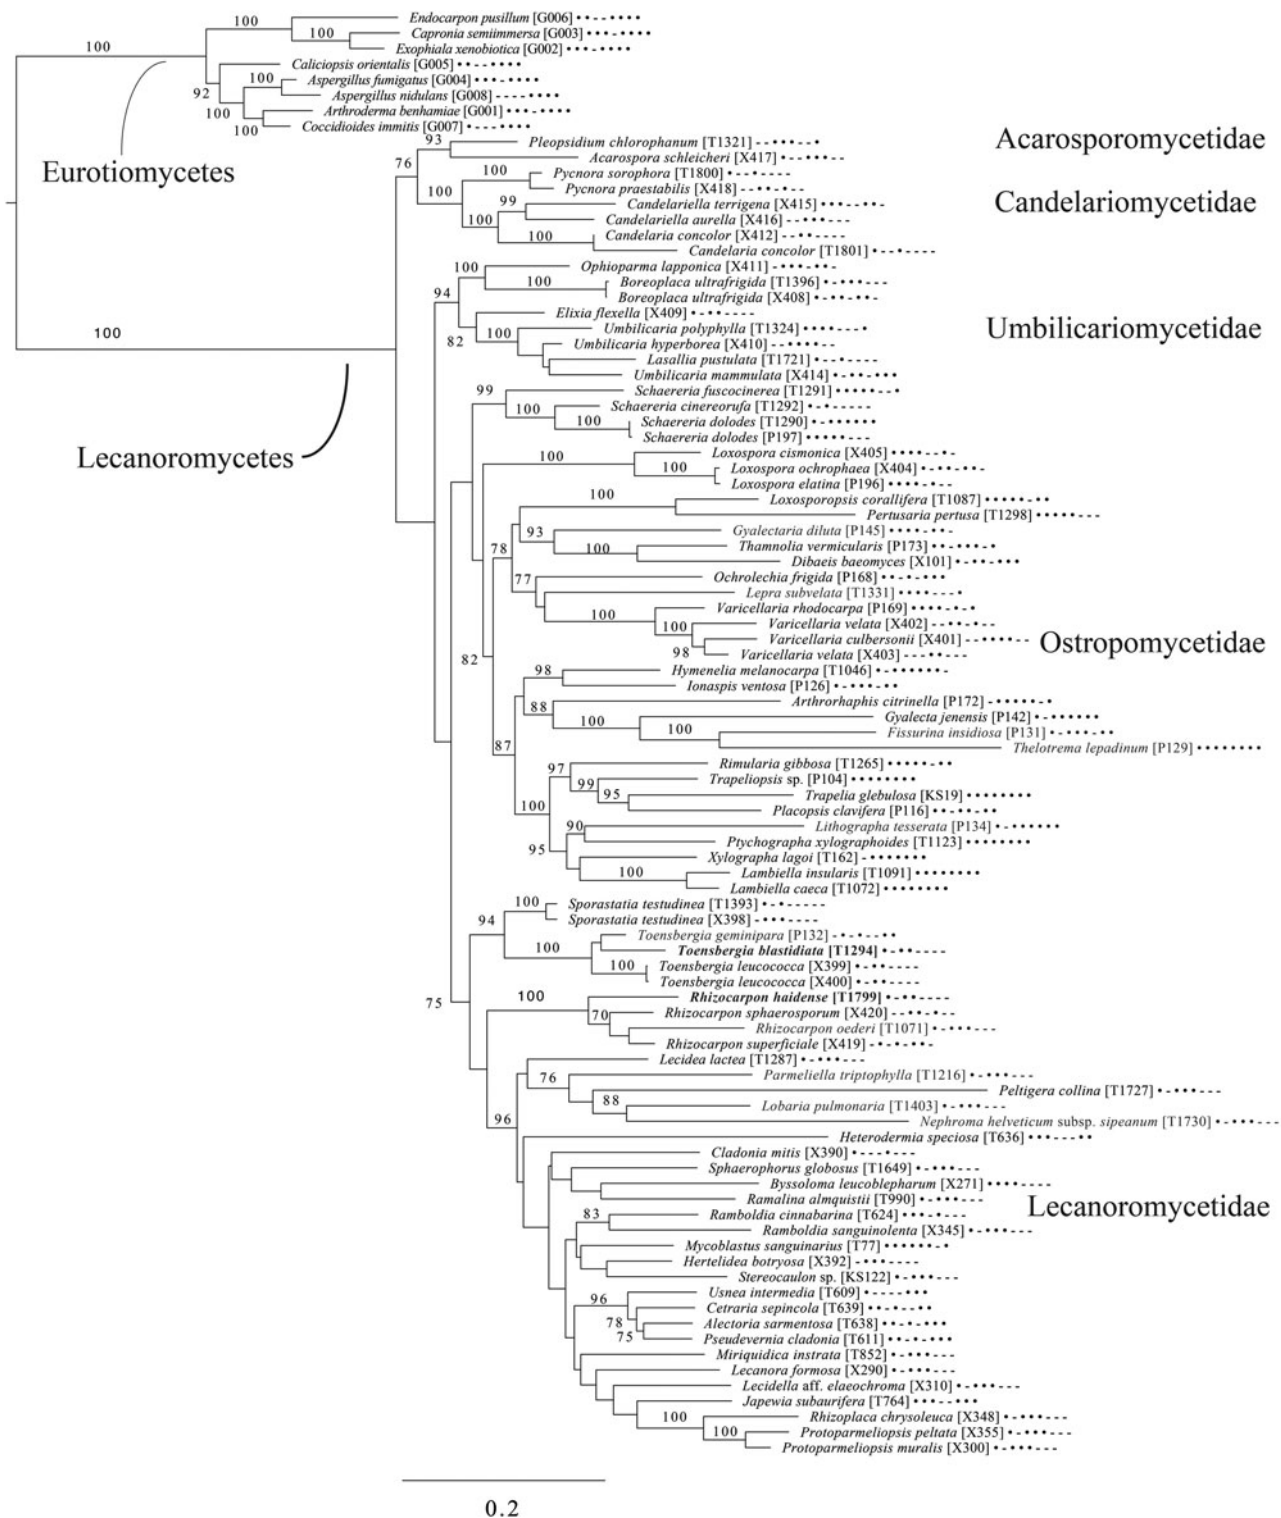 Endocarpon pusillum [G006] ••--••••
100
Capronia semiimmersa [G003] •••-••••
100
100
Exophiala xenobiotica [G002] •••-••••
Caliciopsis orientalis [G005] ••--••••
100
Aspergillus fumigatus [G004] •••-••••
92
Aspergillus nidulans [G008] ----••••
100
Arthroderma benhamiae [G001] •••-••••
100
Coccidioides immitis [G007] •---••••
Eurotiomycetes
93
Pleopsidium chlorophanum [T1321]
Acarosporomycetidae
76
Acarospora schleicheri [X417]
100
Pycnora sorophora [T1800]
100
Pycnora praestabilis [X418]
99
Candelariella terrigena [X415]
Candelariomycetidae
100
Candelariella aurella [X416]
100
Candelaria concolor [X412]
Candelaria concolor [T1801]
100
Ophioparma lapponica [X411]
100
Boreoplaca ultrafrigida [T1396]
94
Boreoplaca ultrafrigida [X408]
Elixia flexella [X409]
100
82
100
Umbilicaria polyphylla [T1324]
Umbilicariomycetidae
Umbilicaria hyperborea [X410]
Lasallia pustulata [T1721]
Umbilicaria mammulata [X414]
99
Schaereria fuscocinerea [T1291]
100
Schaereria cinereorufa [T1292]
100
Schaereria dolodes [T1290]
Schaereria dolodes [P197]
Lecanoromycetes
100
Loxospora cismonica [X405]
100
Loxospora ochrophaea [X404]
Loxospora elatina [P196]
100
Loxosporopsis corallifera [T1087]
Pertusaria pertusa [T1298]
93
Gyalectaria diluta [P145]
78
100
Thamnolia vermicularis [P173]
Dibaeis baeomyces [X101]
77
Ochrolechia frigida [P168]
Lepra subvelata [T1331]
100
Varicellaria rhodocarpa [P169]
100
Varicellaria velata [X402]
Varicellaria culbersonii [X401]
Ostropomycetidae
82
98
Varicellaria velata [X403]
98
Hymenelia melanocarpa [T1046]
Ionaspis ventosa [P126]
88
Arthrorhaphis citrinella [P172]
100
Gyalecta jenensis [P142]
100
Fissurina insidiosa [P131]
87
Thelotrema lepadinum [P129] ••••••••
97
Rimularia gibbosa [T1265]
99
Trapeliopsis sp. [P104] ••••••••
95
Trapelia glebulosa [KS19] ••••••••
100
Placopsis clavifera [P116]
90
Lithographa tesserata [P134] •-••••••
95
Ptychographa xylographoides [T1123] ••••••••
Xylographa lagoi [T162] -•••••••
100
Lambiella insularis [T1091] ••••••••
Lambiella caeca [T1072] ••••••••
100
Sporastatia testudinea [T1393]
94
Sporastatia testudinea [X398]
Toensbergia geminipara [P132]
100
Toensbergia blastidiata [T1294]
100
Toensbergia leucococca [X399]
Toensbergia leucococca [X400]
75
100
Rhizocarpon haidense [T1799]
70
Rhizocarpon sphaerosporum [X420]
Rhizocarpon oederi [T1071]
Rhizocarpon superficiale [X419]
Lecidea lactea [T1287] •-•••---
76
Parmeliella triptophylla [T1216] •-•••---
Peltigera collina [T1727] •-•••---
88
Lobaria pulmonaria [T1403] •-•••---
96
Nephroma helveticum subsp. sipeanum [T1730] •-•••---
Heterodermia speciosa [T636] •••---••
Cladonia mitis [X390]
Sphaerophorus globosus [T1649] •-•••---
Byssoloma leucoblepharum [X271] ••••----
Ramalina almquistii [T990] •-•••---
Lecanoromycetidae
83
Ramboldia cinnabarina [T624] •••-•---
Ramboldia sanguinolenta [X345] •-•••---
Mycoblastus sanguinarius [T77] ••••••-•
Hertelidea botryosa [X392] -•••----
Stereocaulon sp. [KS122] •-•••---
96
Usnea intermedia [T609] •----•••
Cetraria sepincola [T639] ••-•--••
78
Alectoria sarmentosa [T638] ••-•-•••
75
Pseudevernia cladonia [T611] ••-•-•••
Miriquidica instrata [T852] •-•••---
Lecanora formosa [X290] •-•••---
Lecidella aff. elaeochroma [X310] •-•••---
Japewia subaurifera [T764] •••--•••
100
Rhizoplaca chrysoleuca [X348] •-•••---
100
Protoparmeliopsis peltata [X355] •-•••---
Protoparmeliopsis muralis [X300] •-•••---
0.2